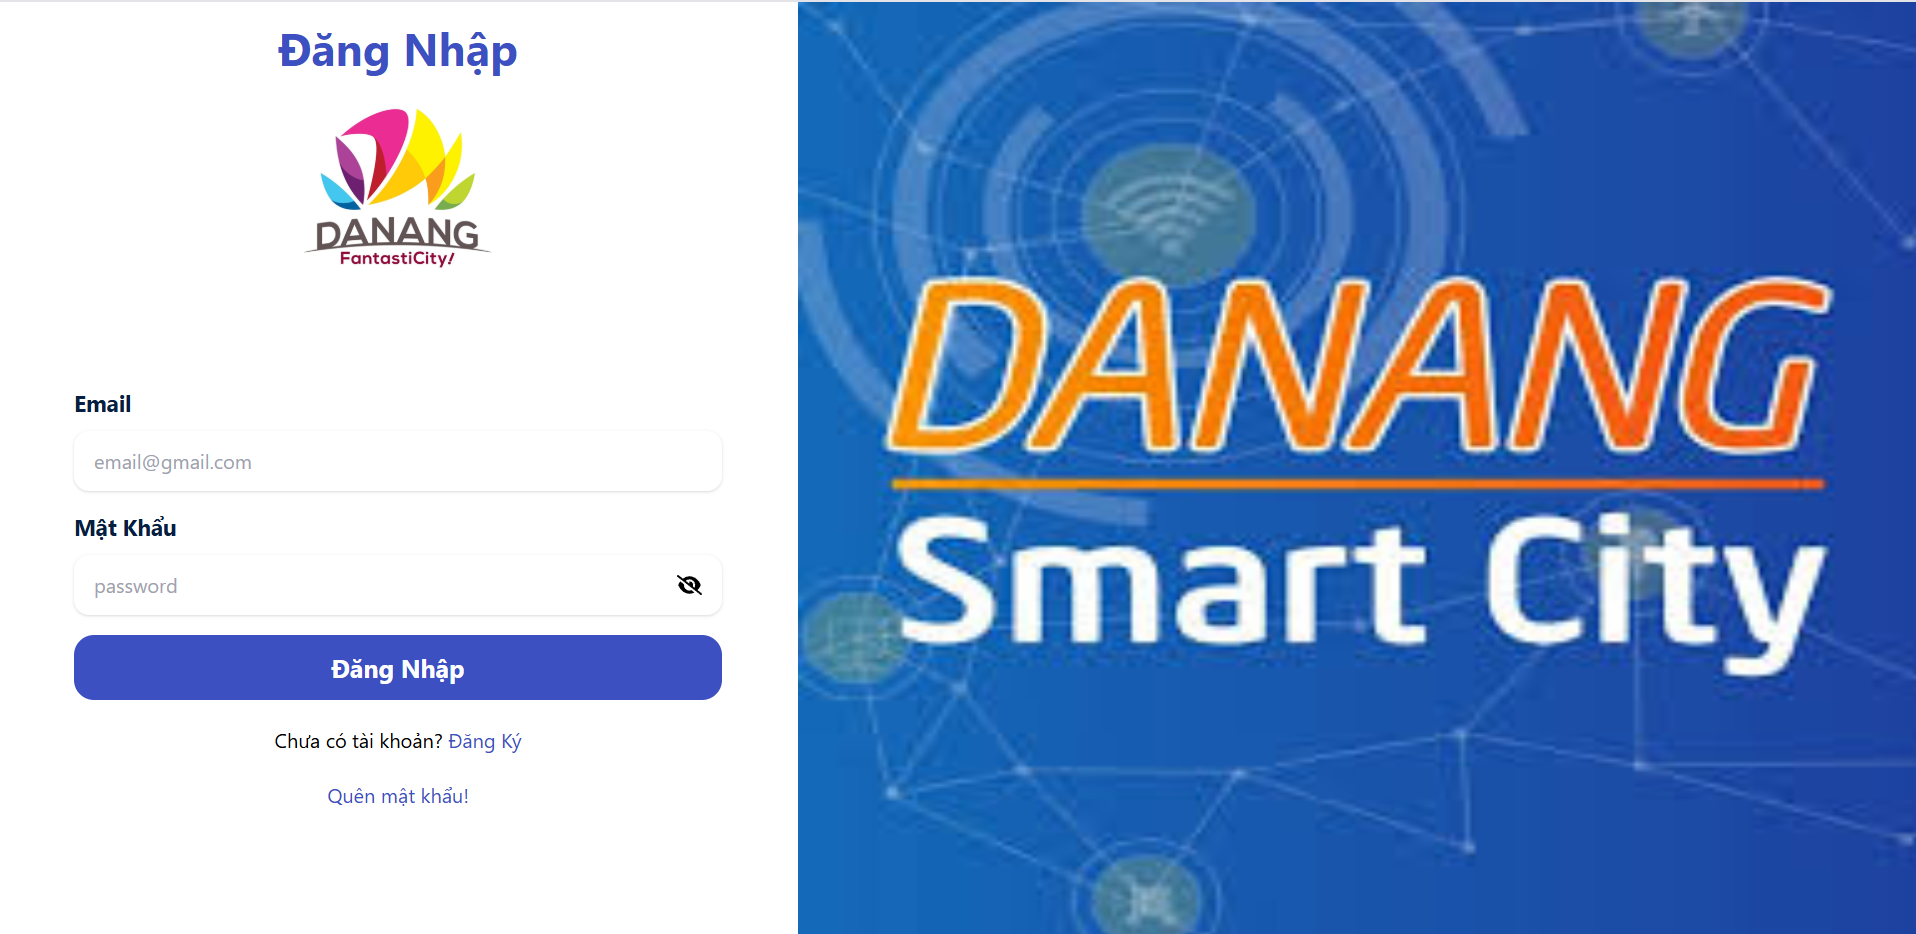 Đăng Nhập
DANANG
FantastiCity!
Email
email@gmail.com
Mật Khẩu
password
Đăng Nhập
Chưa có tài khoản? Đăng Ký
Quên mật khẩu!
DANANG
Smart City